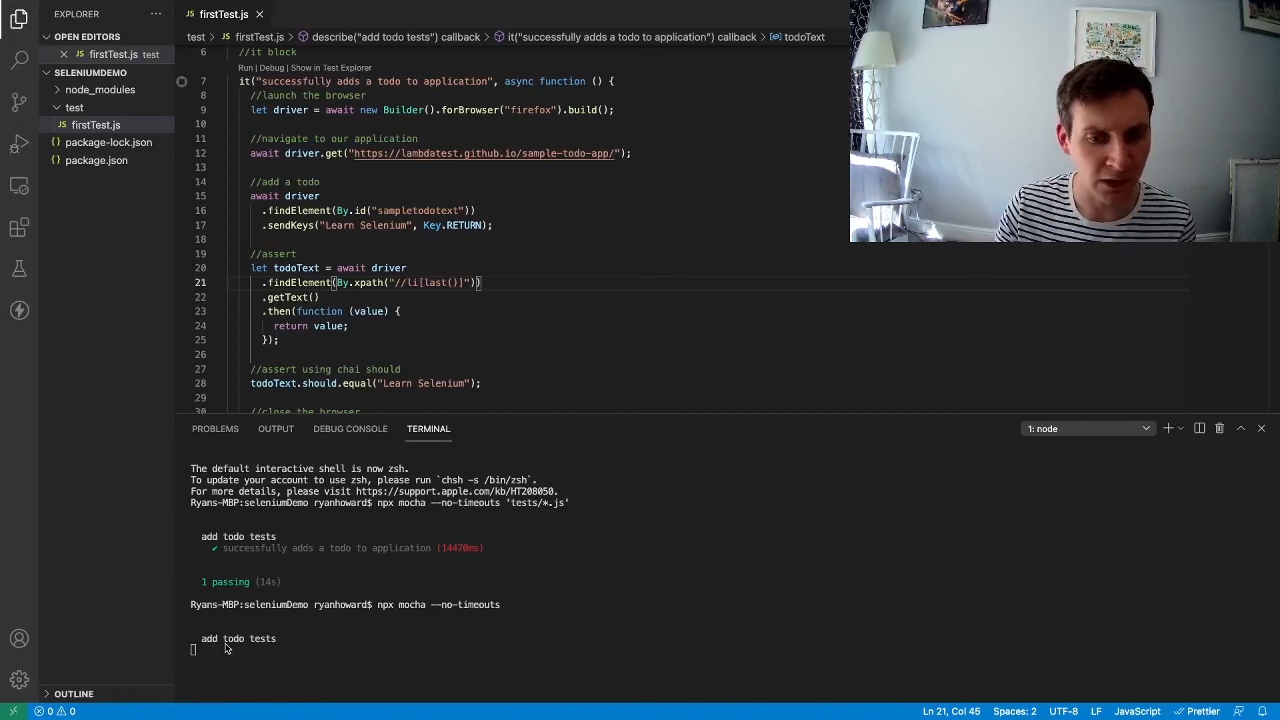 EXPLORER
OPEN EDITORS
firstTest.js test
SELENIUMDEMO
node_modules
test
firstTest.js
package-lock.json
package.json
OUTLINE
firstTest.js
test > firstTest.js > describe("add todo tests") callback > it("successfully adds a todo to application") callback > todoText
6 //it block
Run | Debug | Show in Test Explorer
7 it("successfully adds a todo to application", async function () {
8 //launch the browser
9 let driver = await new Builder().forBrowser("firefox").build();
10
11 //navigate to our application
12 await driver.get("https://lambdatest.github.io/sample-todo-app/");
13
14 //add a todo
15 await driver
16 .findElement(By.id("sampletodotext"))
17 .sendKeys("Learn Selenium", Key.RETURN);
18
19 //assert
20 let todoText = await driver
21 .findElement(By.xpath("//li[last()]"))
22 .getText()
23 .then(function (value) {
24 return value;
25 });
26
27 //assert using chai should
28 todoText.should.equal("Learn Selenium");
29
30 //close the browser
PROBLEMS OUTPUT DEBUG CONSOLE TERMINAL 1: node
The default interactive shell is now zsh.
To update your account to use zsh, please run `chsh -s /bin/zsh`.
For more details, please visit https://support.apple.com/kb/HT208050.
Ryans-MBP:seleniumDemo ryanhoward$ npx mocha --no-timeouts 'tests/*.js'
add todo tests
✔ successfully adds a todo to application (14470ms)
1 passing (14s)
Ryans-MBP:seleniumDemo ryanhoward$ npx mocha --no-timeouts
add todo tests
0 0 Ln 21, Col 45 Spaces: 2 UTF-8 LF JavaScript Prettier